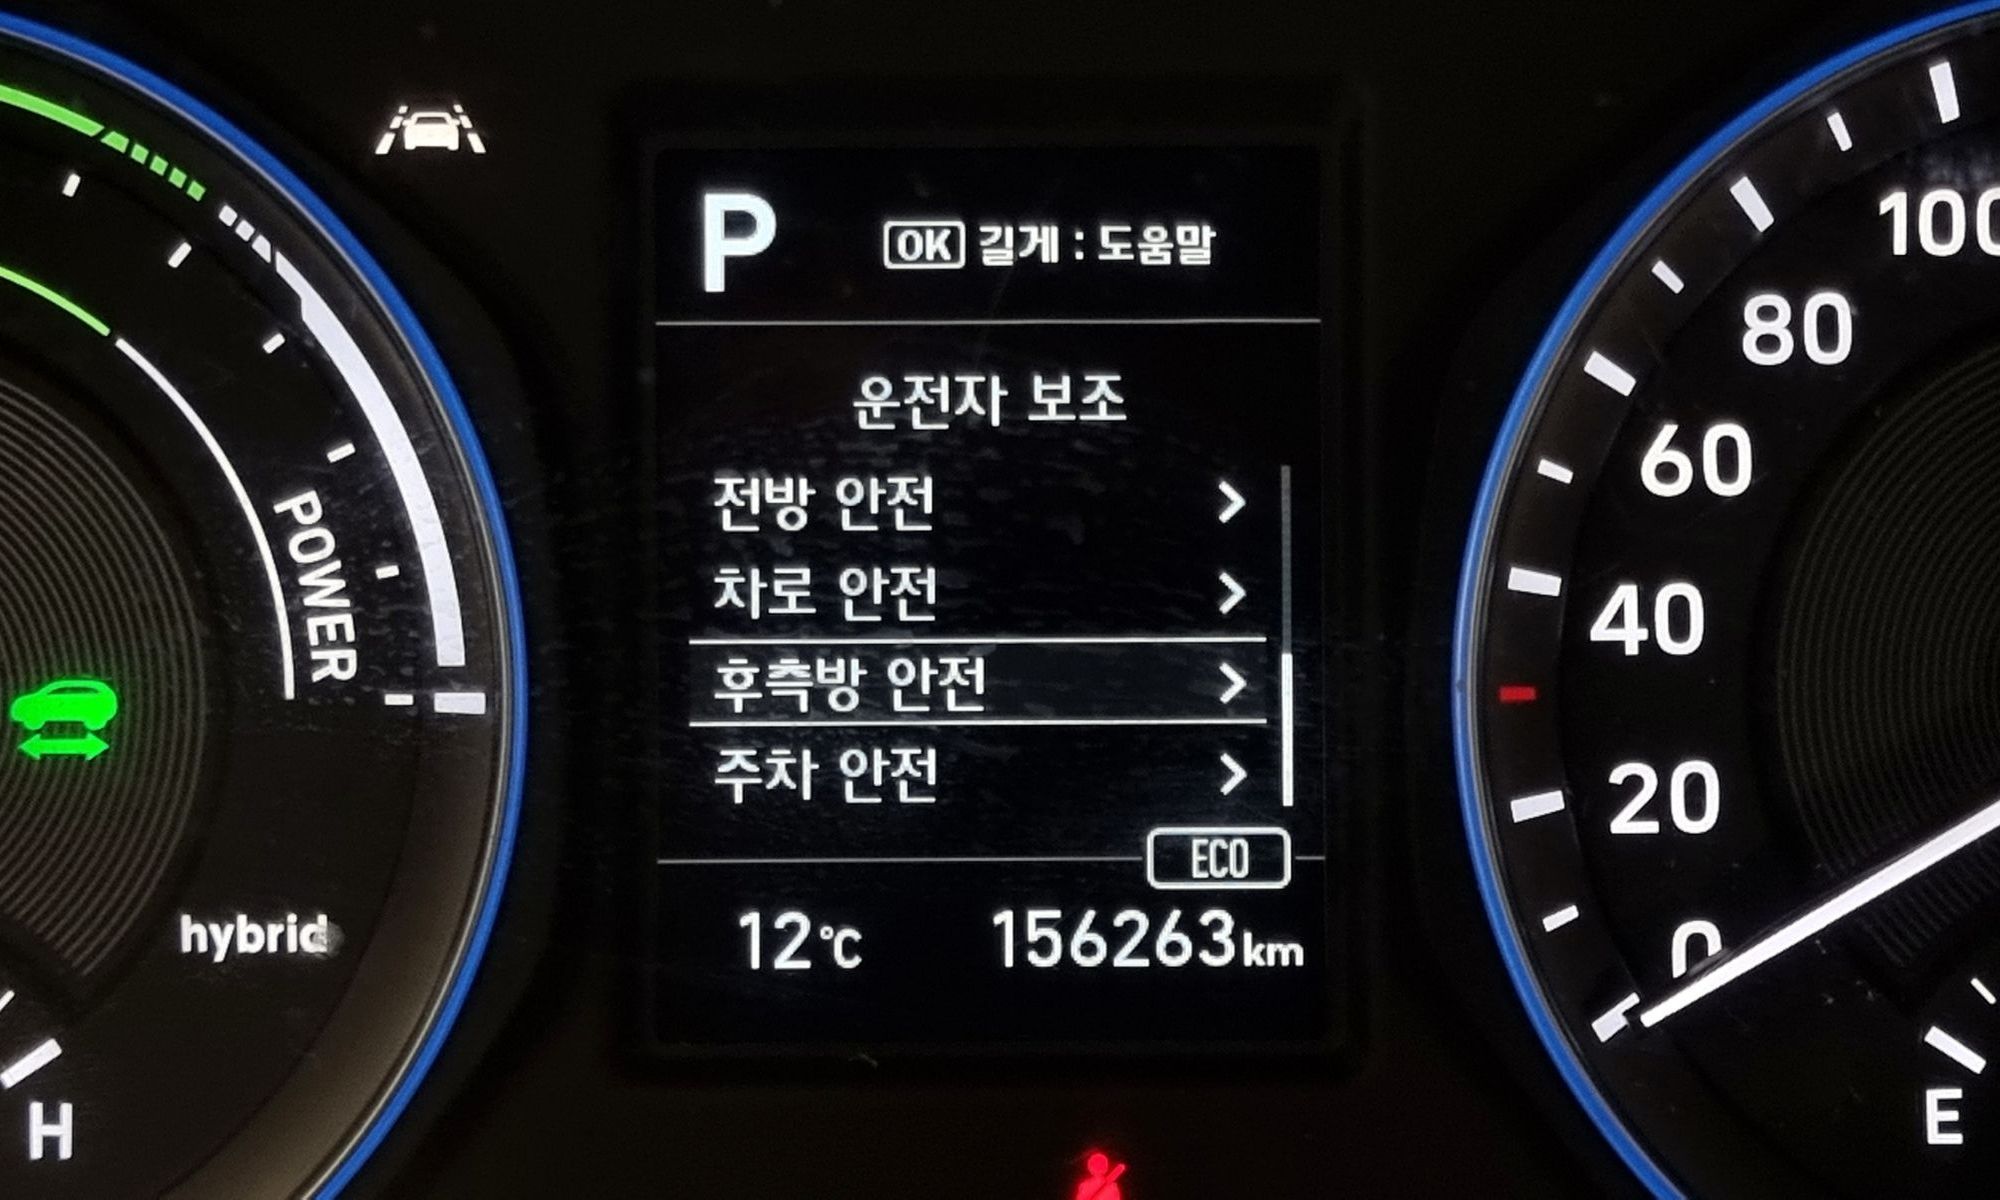 P
OK 길게 : 도움말
운전자 보조
전방 안전
차로 안전
후측방 안전
주차 안전
ECO
12℃ 156263km
POWER
hybrid
H
100
80
60
40
20
0
E